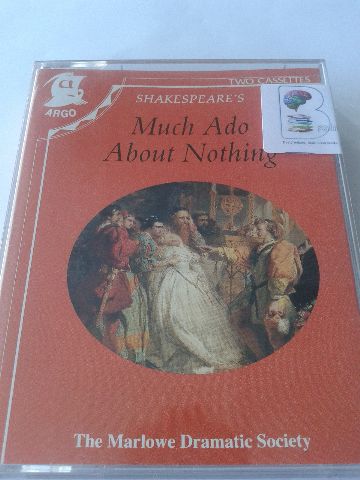 TWO CASSETTES
ARGO
SHAKESPEARE'S
Much Ado
About Nothing
The Marlowe Dramatic Society